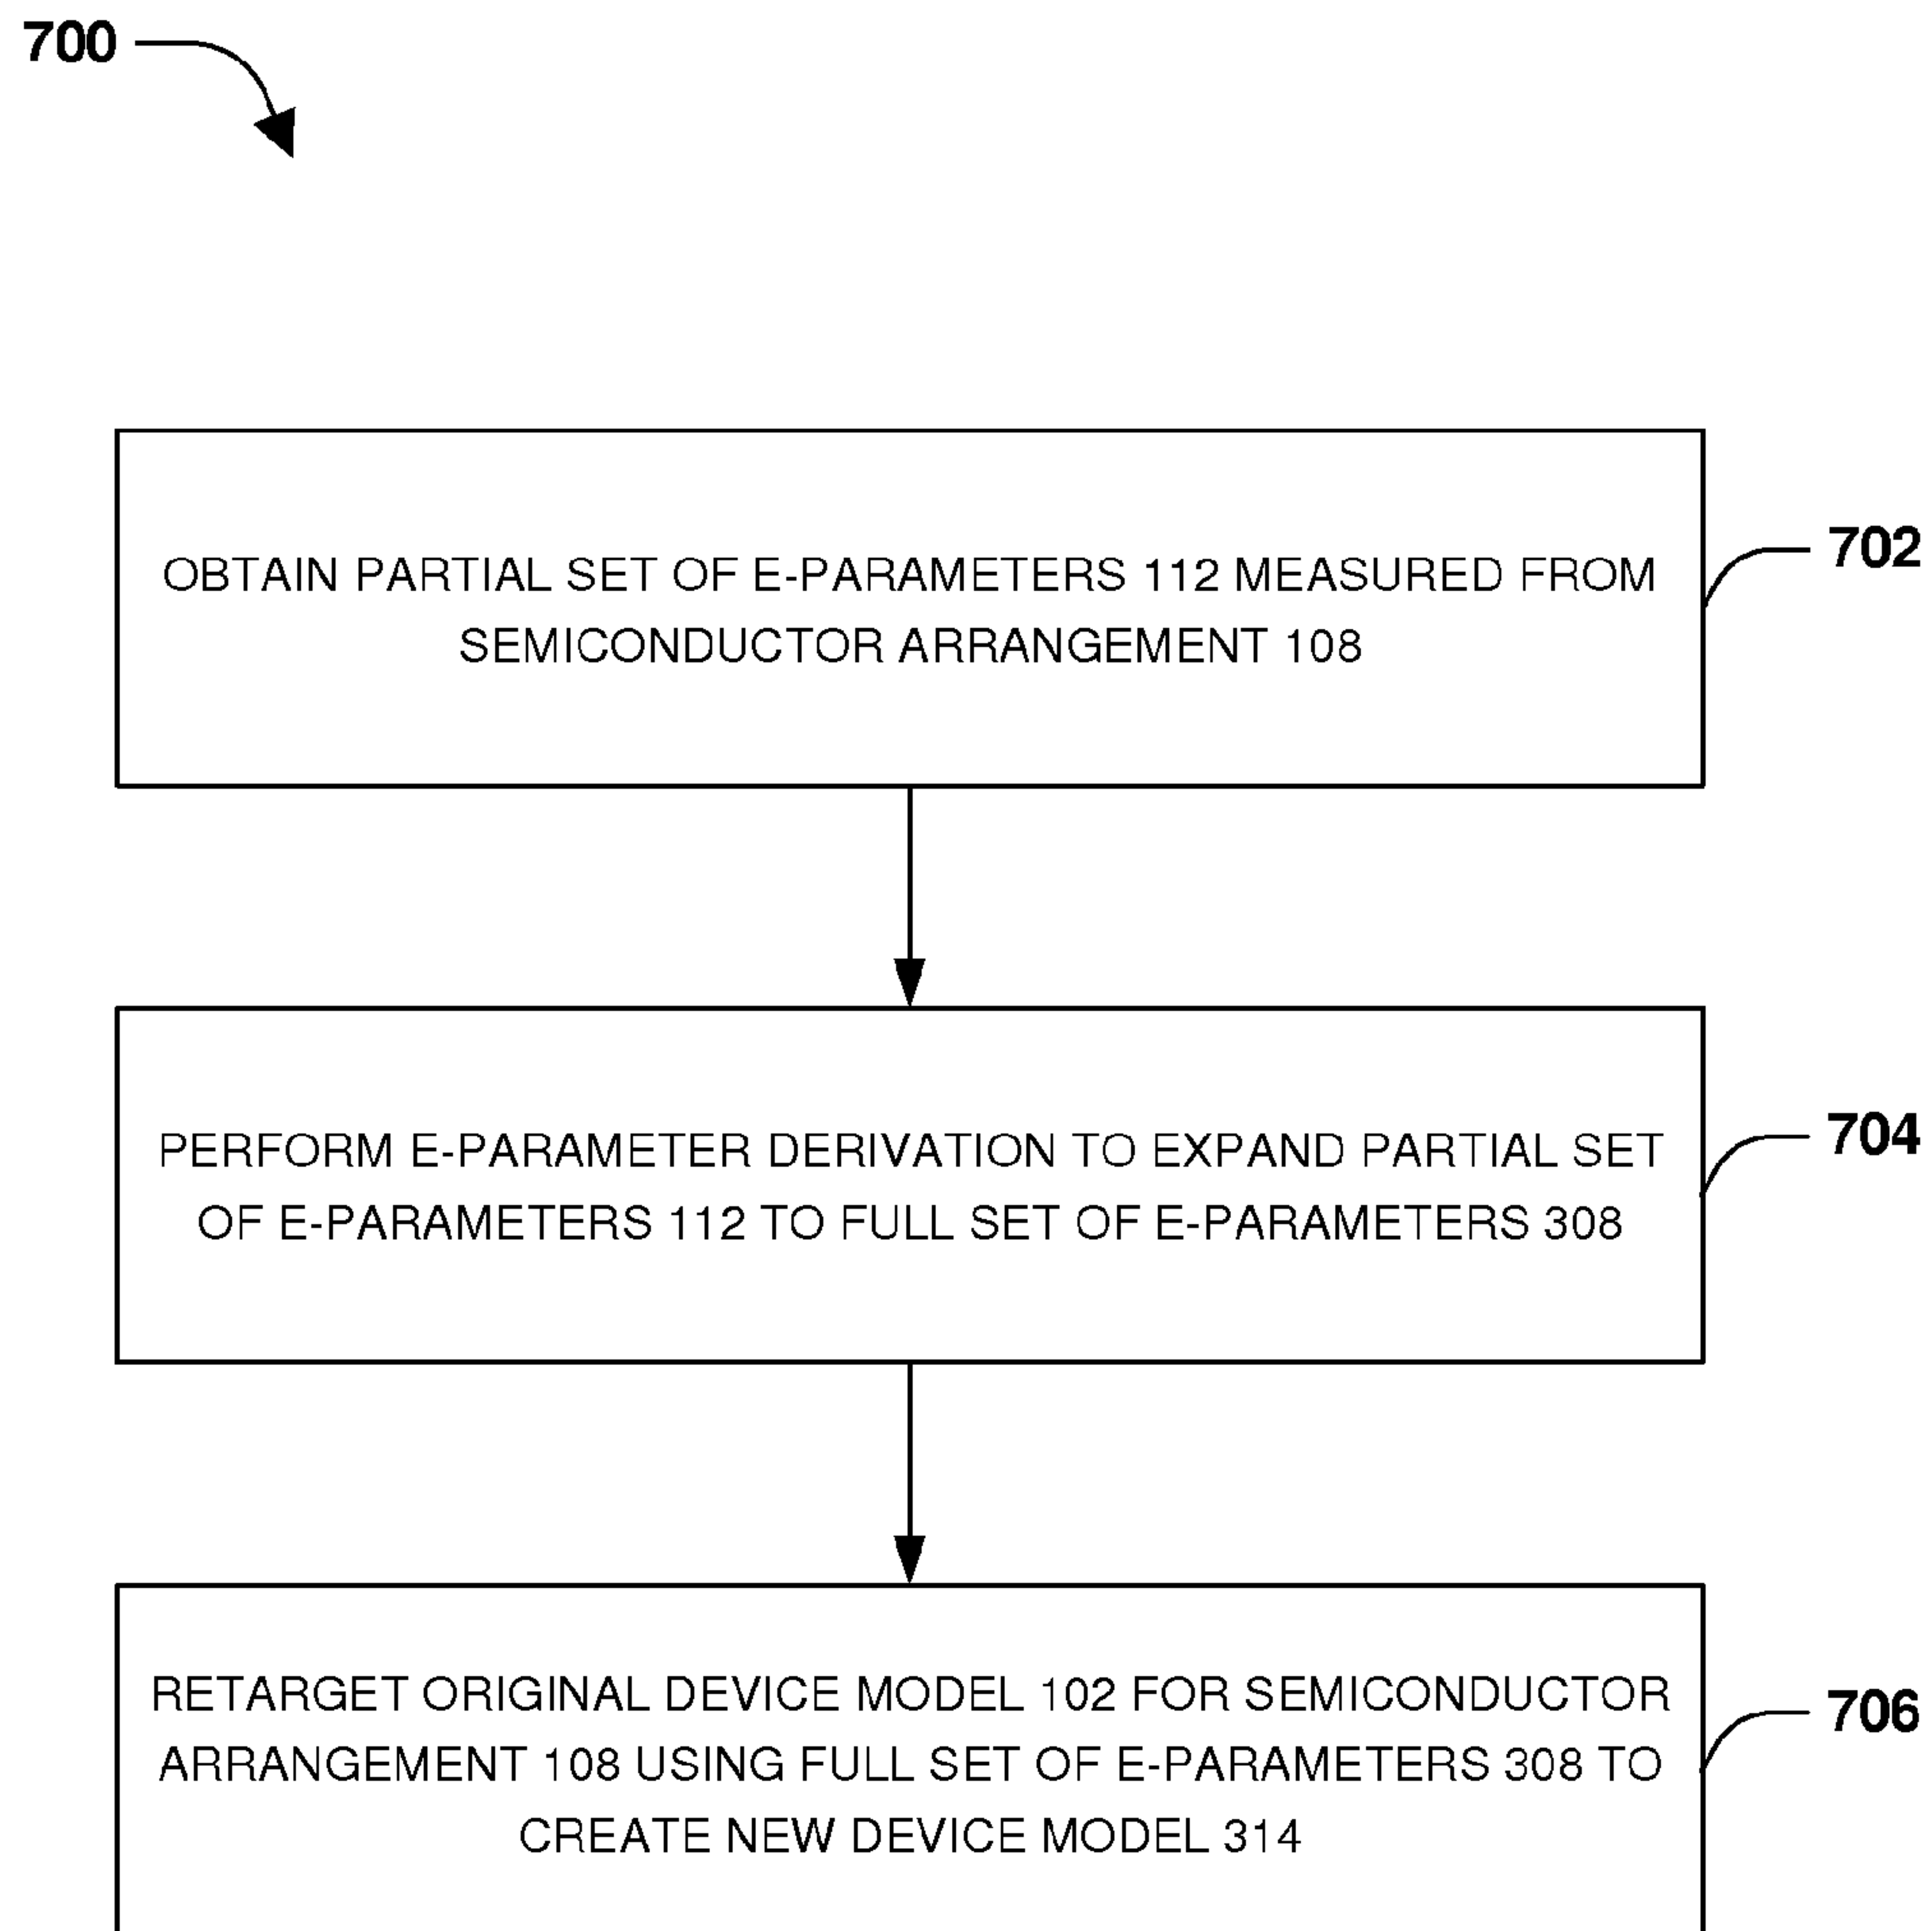 700
OBTAIN PARTIAL SET OF E-PARAMETERS 112 MEASURED FROM
SEMICONDUCTOR ARRANGEMENT 108
702
PERFORM E-PARAMETER DERIVATION TO EXPAND PARTIAL SET
OF E-PARAMETERS 112 TO FULL SET OF E-PARAMETERS 308
704
RETARGET ORIGINAL DEVICE MODEL 102 FOR SEMICONDUCTOR
ARRANGEMENT 108 USING FULL SET OF E-PARAMETERS 308 TO
CREATE NEW DEVICE MODEL 314
706